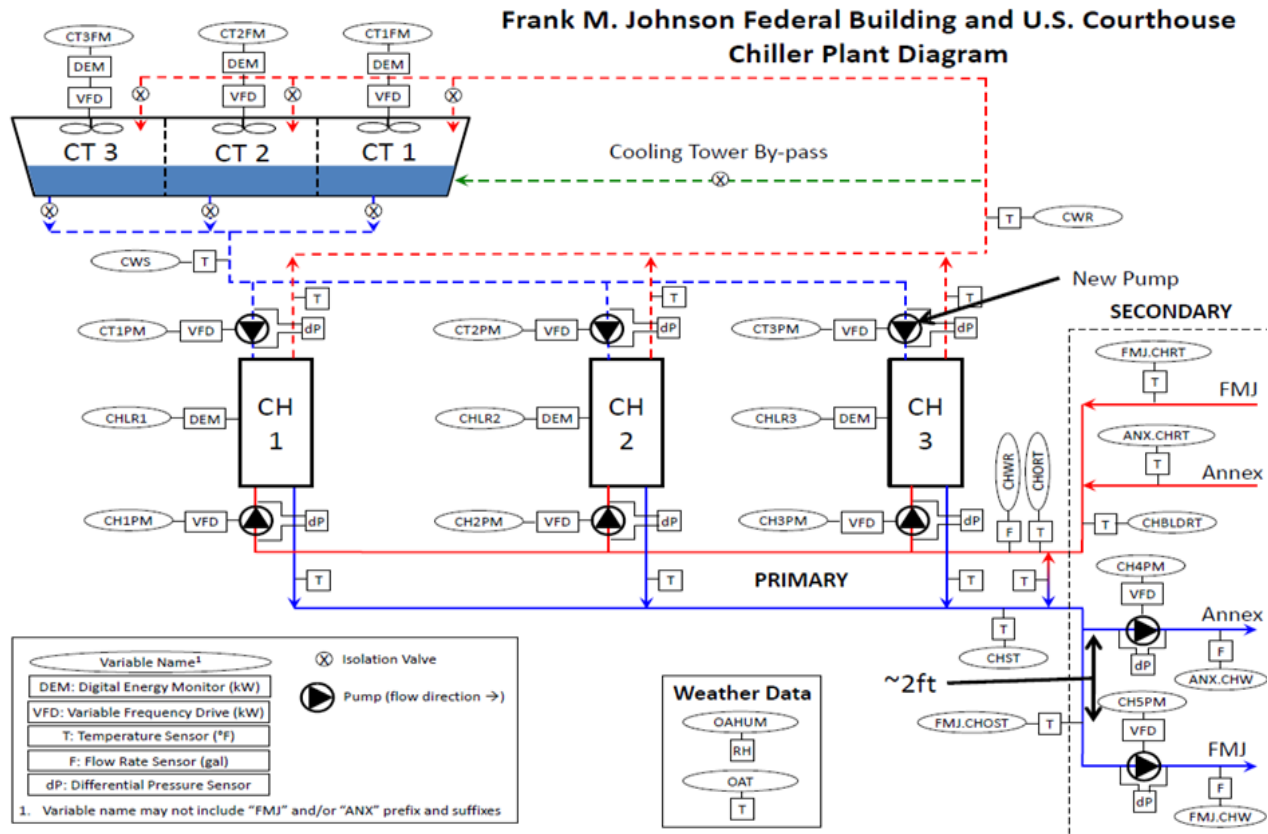 Frank M. Johnson Federal Building and U.S. Courthouse
Chiller Plant Diagram
CT3FM
CT2FM
CT1FM
DEM
DEM
DEM
VFD
VFD
VFD
CT 3
CT 2
CT 1
Cooling Tower By-pass
T
CWR
CWS
T
T
T
T
New Pump
SECONDARY
CT1PM
VFD
dP
CT2PM
VFD
dP
CT3PM
VFD
dP
FMJ.CHRT
T
FMJ
CHLR1
DEM
CH
1
CHLR2
DEM
CH
2
CHLR3
DEM
CH
3
ANX.CHRT
T
Annex
CHWR
CHORT
CH1PM
VFD
dP
CH2PM
VFD
dP
CH3PM
VFD
dP
F
T
T
CHBLDRT
T
T
T
T
PRIMARY
CH4PM
VFD
Annex
dP
F
ANX.CHW
T
CHST
~2ft
CH5PM
VFD
FMJ.CHOST
T
FMJ
dP
F
FMJ.CHW
Variable Name1
DEM: Digital Energy Monitor (kW)
VFD: Variable Frequency Drive (kW)
T: Temperature Sensor (°F)
F: Flow Rate Sensor (gal)
dP: Differential Pressure Sensor
X Isolation Valve
Pump (flow direction →)
1. Variable name may not include “FMJ” and/or “ANX” prefix and suffixes
Weather Data
OAHUM
RH
OAT
T